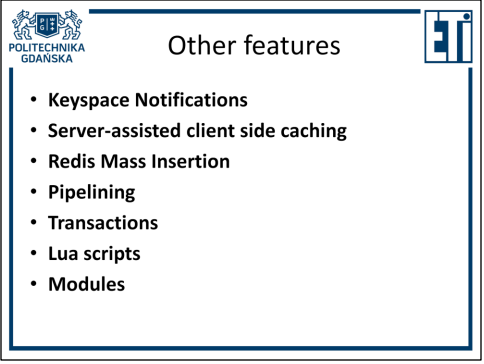 POLITECHNIKA
GDAŃSKA
Other features
ETI
• Keyspace Notifications
• Server-assisted client side caching
• Redis Mass Insertion
• Pipelining
• Transactions
• Lua scripts
• Modules